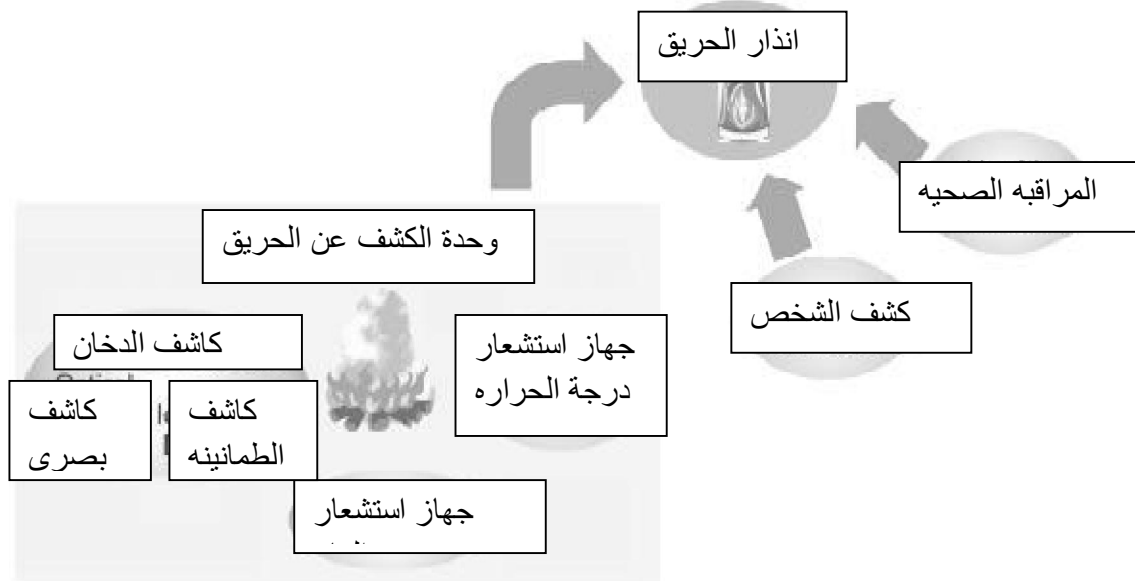 انذار الحريق
المراقبه الصحيه
وحدة الكشف عن الحريق
كشف الشخص
كاشف الدخان
جهاز استشعار
درجة الحراره
كاشف
بصرى
كاشف
الطمانينه
جهاز استشعار